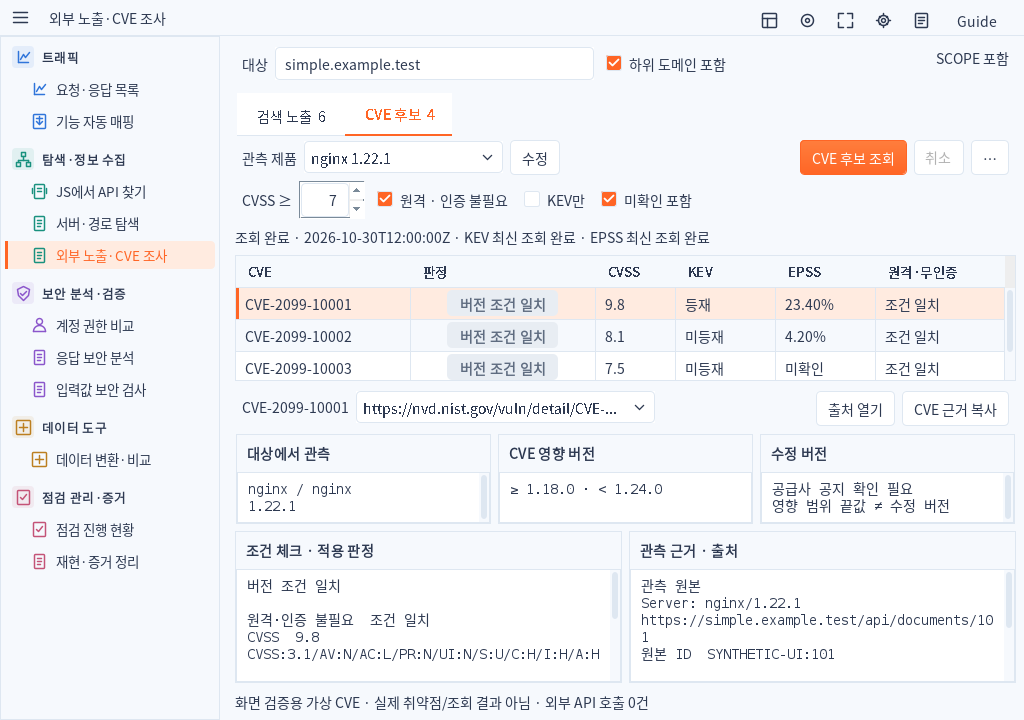 외부 노출·CVE 조사
Guide
트래픽
요청·응답 목록
기능 자동 매핑
탐색·정보 수집
JS에서 API 찾기
서버·경로 탐색
외부 노출·CVE 조사
보안 분석·검증
계정 권한 비교
응답 보안 분석
입력값 보안 검사
데이터 도구
데이터 변환·비교
점검 관리·증거
점검 진행 현황
재현·증거 정리
대상 simple.example.test 하위 도메인 포함 SCOPE 포함
검색 노출 6 CVE 후보 4
관측 제품 nginx 1.22.1 수정 CVE 후보 조회 취소 ...
CVSS ≥ 7 원격 · 인증 불필요 KEV만 미확인 포함
조회 완료 · 2026-10-30T12:00:00Z · KEV 최신 조회 완료 · EPSS 최신 조회 완료
CVE 판정 CVSS KEV EPSS 원격·무인증
CVE-2099-10001 버전 조건 일치 9.8 등재 23.40% 조건 일치
CVE-2099-10002 버전 조건 일치 8.1 미등재 4.20% 조건 일치
CVE-2099-10003 버전 조건 일치 7.5 미등재 미확인 조건 일치
CVE-2099-10001 https://nvd.nist.gov/vuln/detail/CVE-... 출처 열기 CVE 근거 복사
대상에서 관측
nginx / nginx
1.22.1
CVE 영향 버전
≥ 1.18.0 · < 1.24.0
수정 버전
공급사 공지 확인 필요
영향 범위 끝값 ≠ 수정 버전
조건 체크 · 적용 판정
버전 조건 일치
원격·인증 불필요 조건 일치
CVSS 9.8
CVSS:3.1/AV:N/AC:L/PR:N/UI:N/S:U/C:H/I:H/A:H
관측 근거 · 출처
관측 원본
Server: nginx/1.22.1
https://simple.example.test/api/documents/10
1
원본 ID SYNTHETIC-UI:101
화면 검증용 가상 CVE · 실제 취약점/조회 결과 아님 · 외부 API 호출 0건